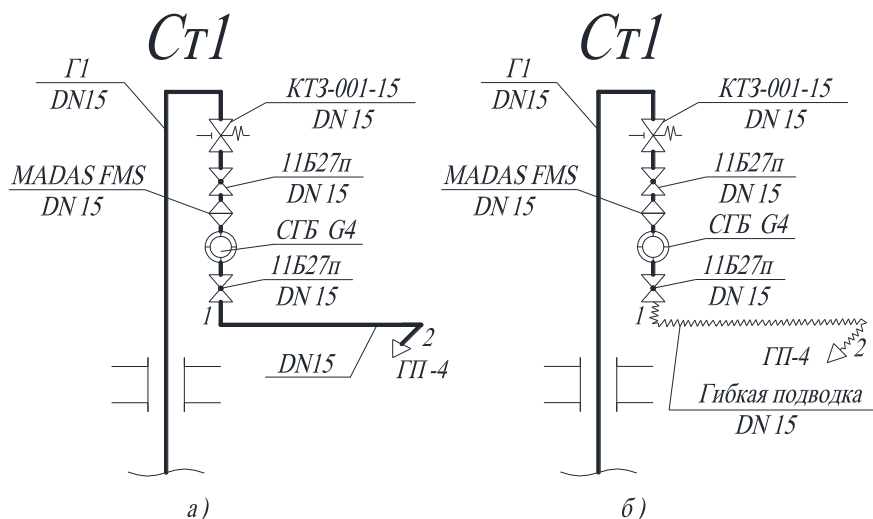 Ст1
Г1
DN15
КТЗ-001-15
DN 15
11Б27п
DN 15
MADAS FMS
DN 15
СГБ G4
11Б27п
DN 15
1
2
DN15
ГП-4
а)
Ст1
Г1
DN15
КТЗ-001-15
DN 15
11Б27п
DN 15
MADAS FMS
DN 15
СГБ G4
11Б27п
DN 15
1
2
ГП-4
Гибкая подводка
DN 15
б)